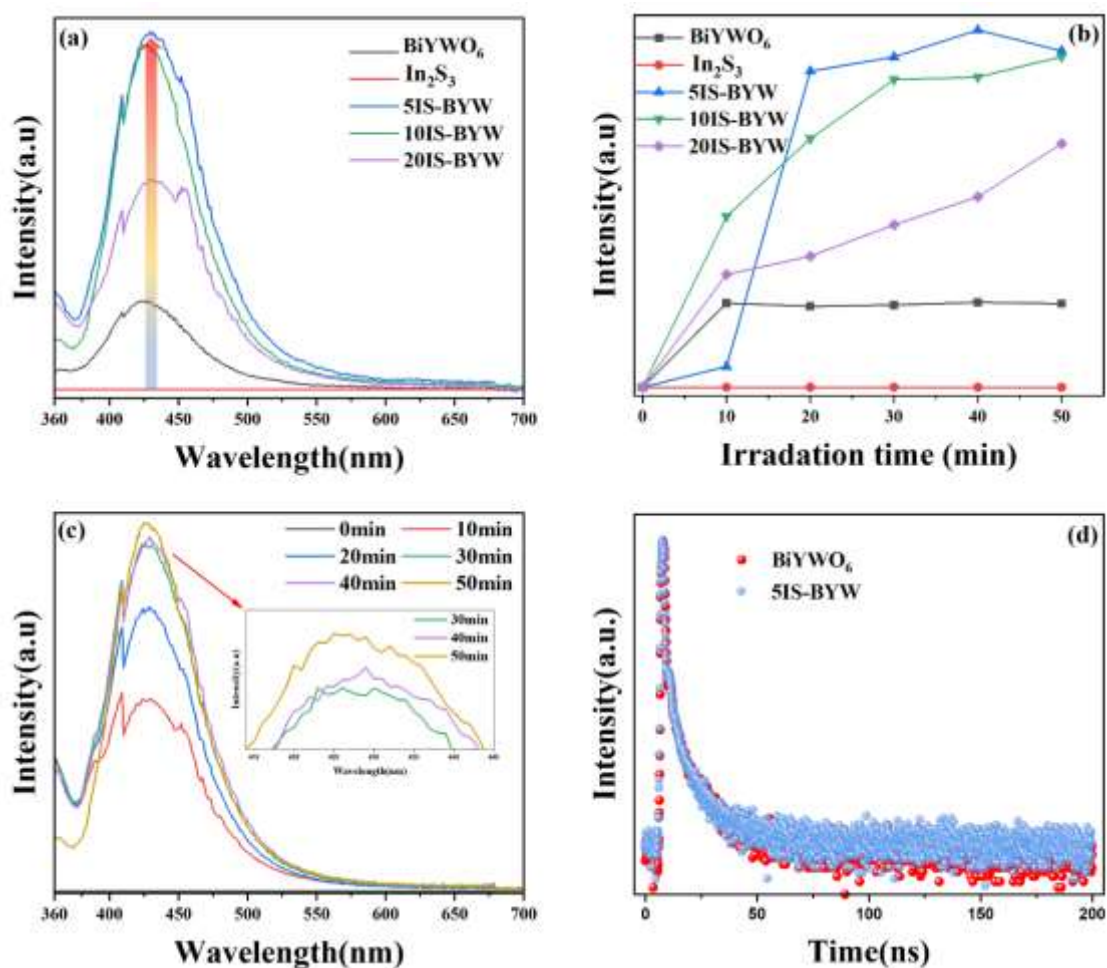 (a)
BiYWO₆
In₂S₃
5IS-BYW
10IS-BYW
20IS-BYW
Intensity(a.u)
360 400 450 500 550 600 650 700
Wavelength(nm)
(b)
BiYWO₆
In₂S₃
5IS-BYW
10IS-BYW
20IS-BYW
Intensity(a.u)
0 10 20 30 40 50
Irradation time (min)
(c)
0min 10min
20min 30min
40min 50min
30min
40min
50min
Intensity(a.u)
Wavelength(nm)
Intensity(a.u)
360 400 450 500 550 600 650 700
Wavelength(nm)
(d)
BiYWO₆
5IS-BYW
Intensity(a.u.)
0 50 100 150 200
Time(ns)